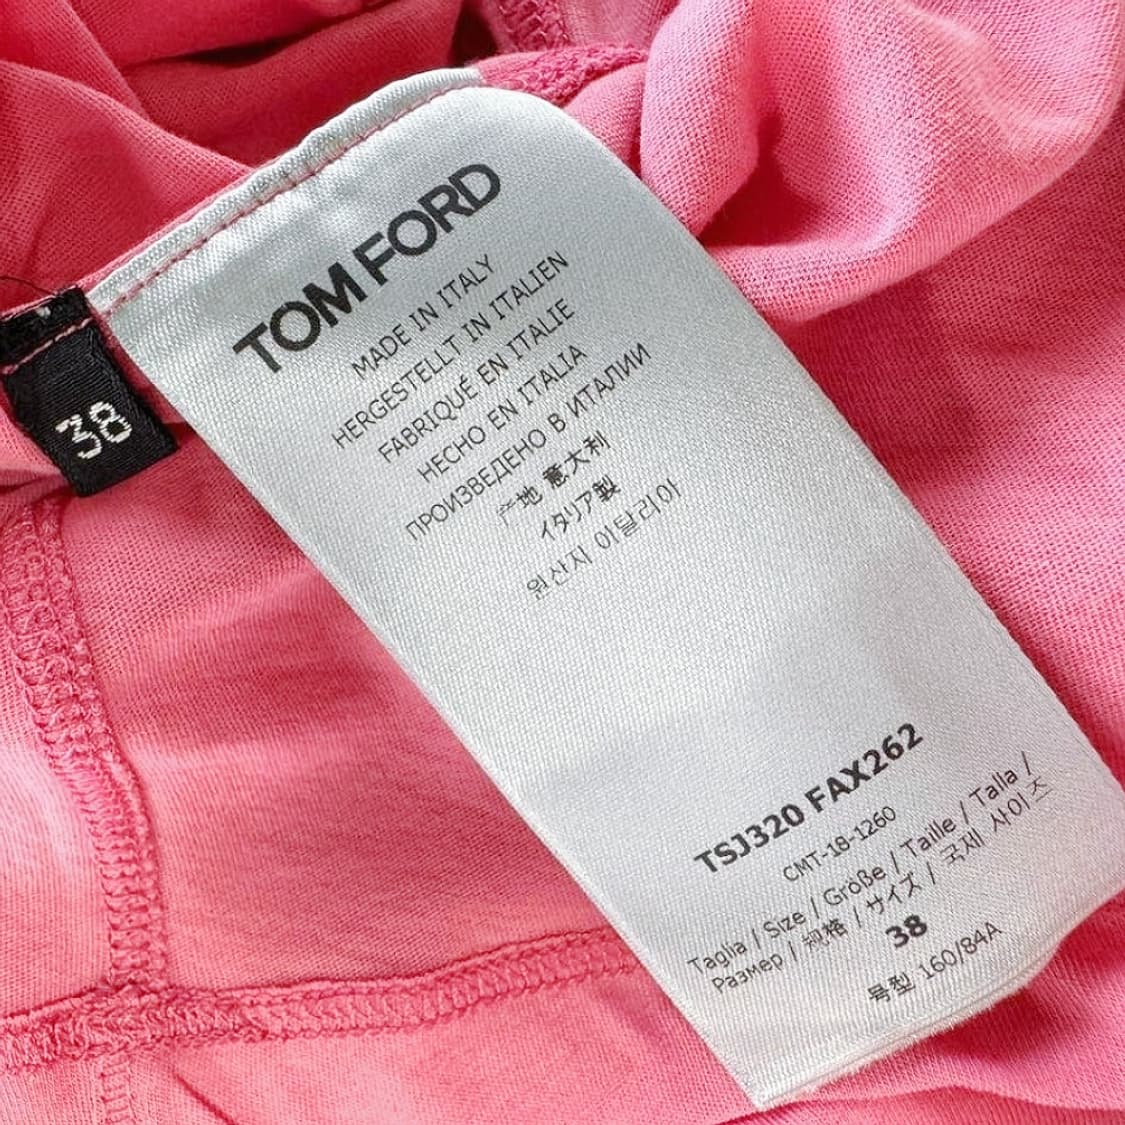 38
TOM FORD
MADE IN ITALY
HERGESTELLT IN ITALIEN
FABRIQUÉ EN ITALIE
HECHO EN ITALIA
ПРОИЗВЕДЕНО В ИТАЛИИ
产地 意大利
イタリア製
원산지 이탈리아
TSJ320 FAX262
CMT-18-1260
Taglia / Size / Größe / Taille / Talla /
Размер / 规格 / サイズ / 국제 사이즈
38
号型 160/84A